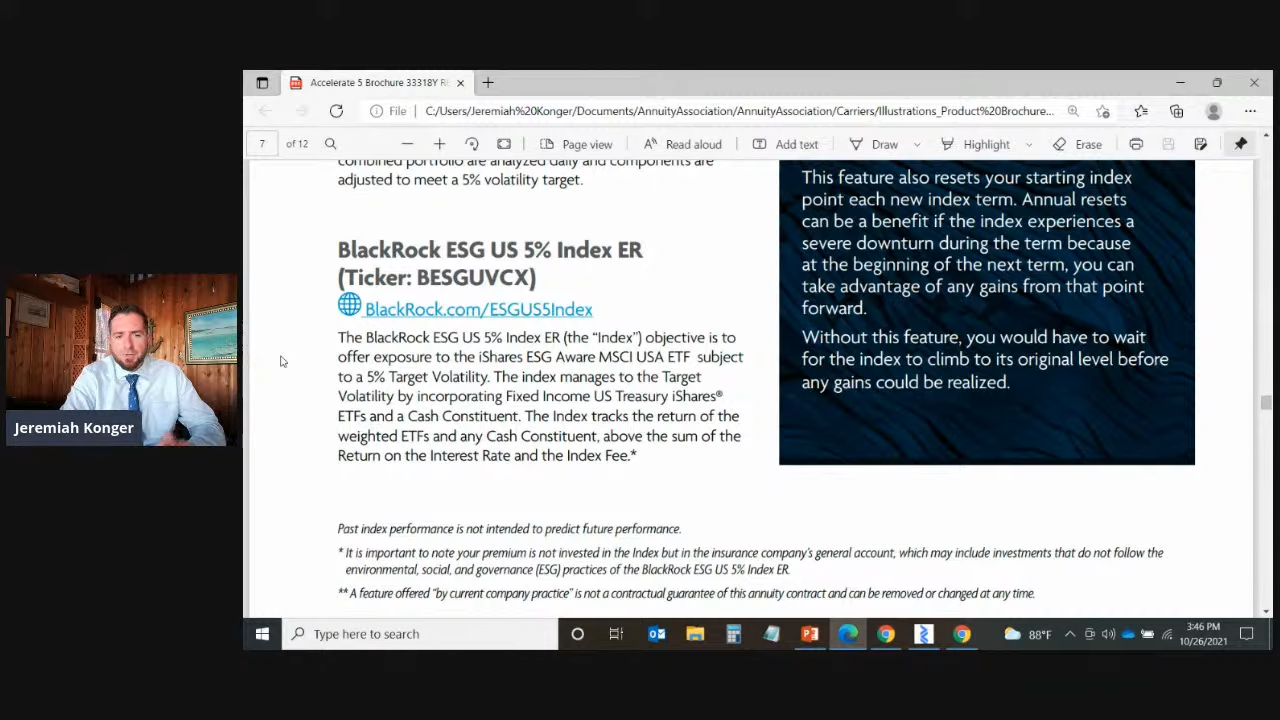 Accelerate 5 Brochure 33318Y RE
File
C:/Users/Jeremiah%20Konger/Documents/AnnuityAssociation/AnnuityAssociation/Carriers/Illustrations_Product%20Brochure...
7 of 12
Page view
Read aloud
Add text
Draw
Highlight
Erase
combined portfolio are analyzed daily and components are
adjusted to meet a 5% volatility target.
BlackRock ESG US 5% Index ER
(Ticker: BESGUVCX)
BlackRock.com/ESGUS5Index
The BlackRock ESG US 5% Index ER (the “Index”) objective is to
offer exposure to the iShares ESG Aware MSCI USA ETF subject
to a 5% Target Volatility. The index manages to the Target
Volatility by incorporating Fixed Income US Treasury iShares®
ETFs and a Cash Constituent. The Index tracks the return of the
weighted ETFs and any Cash Constituent, above the sum of the
Return on the Interest Rate and the Index Fee.*
This feature also resets your starting index
point each new index term. Annual resets
can be a benefit if the index experiences a
severe downturn during the term because
at the beginning of the next term, you can
take advantage of any gains from that point
forward.
Without this feature, you would have to wait
for the index to climb to its original level before
any gains could be realized.
Past index performance is not intended to predict future performance.
* It is important to note your premium is not invested in the Index but in the insurance company's general account, which may include investments that do not follow the
environmental, social, and governance (ESG) practices of the BlackRock ESG US 5% Index ER.
** A feature offered "by current company practice" is not a contractual guarantee of this annuity contract and can be removed or changed at any time.
Jeremiah Konger
Type here to search
88°F
3:46 PM
10/26/2021